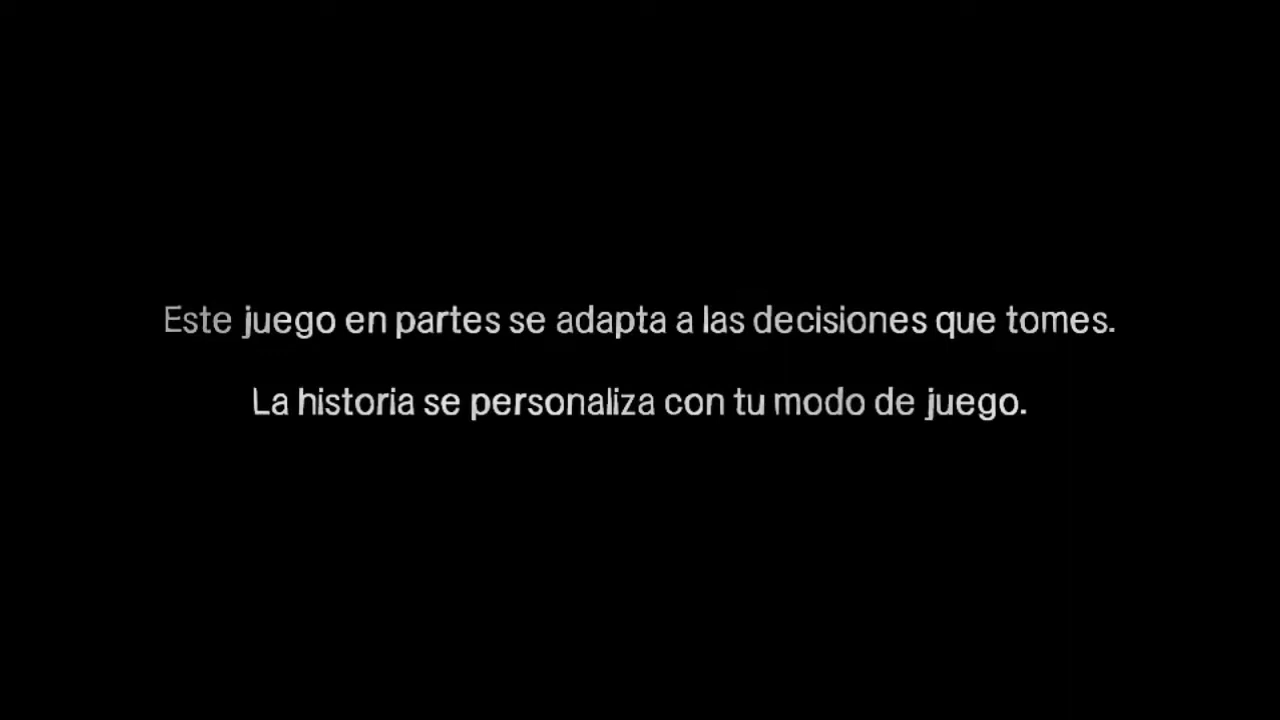 Este juego en partes se adapta a las decisiones que tomes.
La historia se personaliza con tu modo de juego.